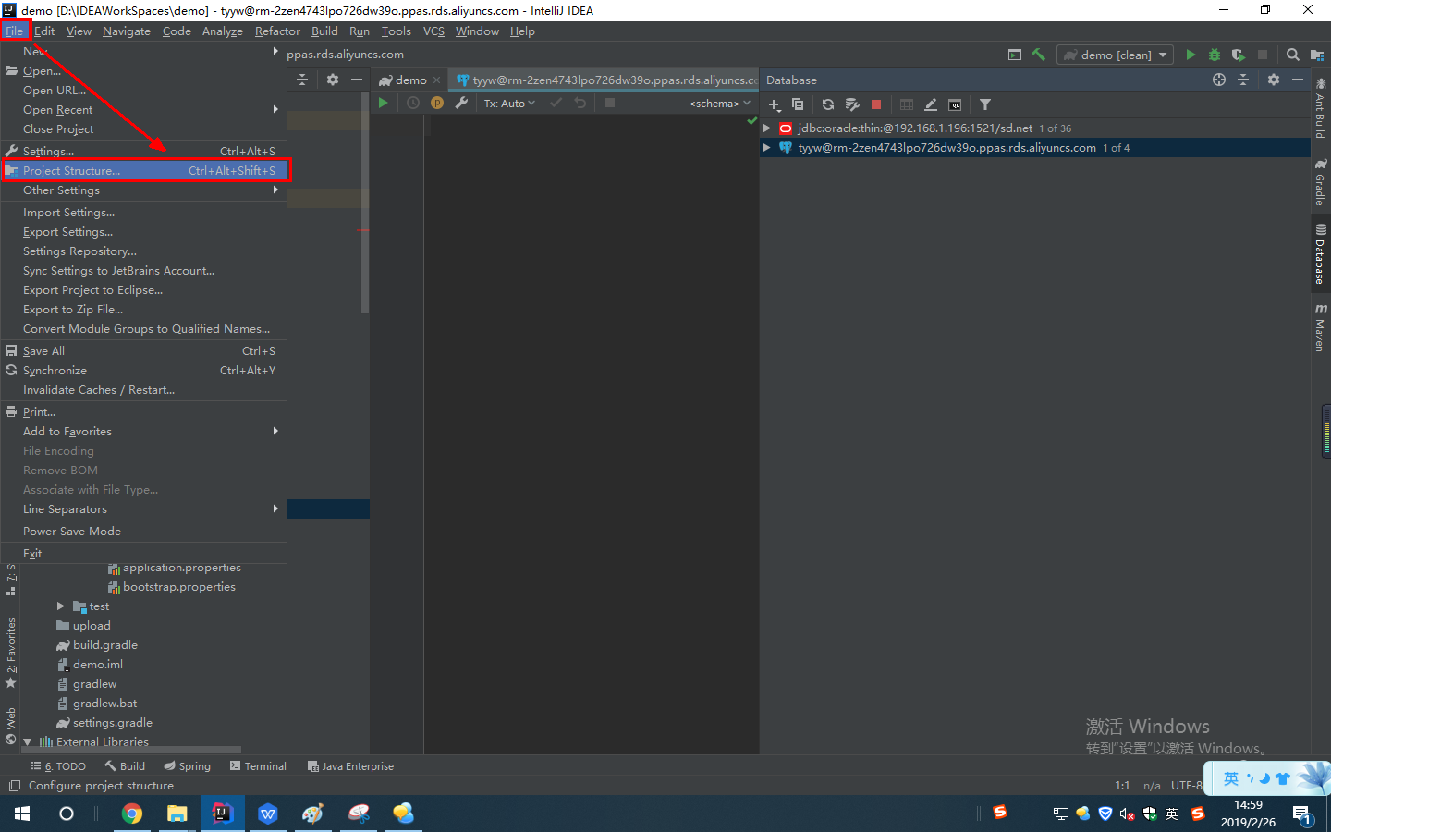 demo [D:\IDEAWorkSpaces\demo] - tyyw@rm-2zen4743lpo726dw39o.ppas.rds.aliyuncs.com - IntelliJ IDEA
File Edit View Navigate Code Analyze Refactor Build Run Tools VCS Window Help
New
ppas.rds.aliyuncs.com
demo [clean]
Open...
demo
tyyw@rm-2zen4743lpo726dw39o.ppas.rds.aliyuncs.co
Database
Open URL...
Open Recent
Tx: Auto
<schema>
Close Project
jdbc:oracle:thin:@192.168.1.196:1521/sd.net 1 of 36
Settings... Ctrl+Alt+S
tyyw@rm-2zen4743lpo726dw39o.ppas.rds.aliyuncs.com 1 of 4
Project Structure... Ctrl+Alt+Shift+S
Other Settings
Import Settings...
Export Settings...
Settings Repository...
Sync Settings to JetBrains Account...
Export Project to Eclipse...
Export to Zip File...
Convert Module Groups to Qualified Names...
Save All Ctrl+S
Synchronize Ctrl+Alt+Y
Invalidate Caches / Restart...
Print...
Add to Favorites
File Encoding
Remove BOM
Associate with File Type...
Line Separators
Power Save Mode
Exit
Ant Build
Gradle
Database
Maven
application.properties
bootstrap.properties
test
upload
build.gradle
demo.iml
gradlew
gradlew.bat
settings.gradle
External Libraries
7: S
2: Favorites
Web
激活 Windows
转到"设置"以激活 Windows。
6: TODO Build Spring Terminal Java Enterprise
Configure project structure
1:1 n/a UTF-8
英
英
14:59
2019/2/26
1